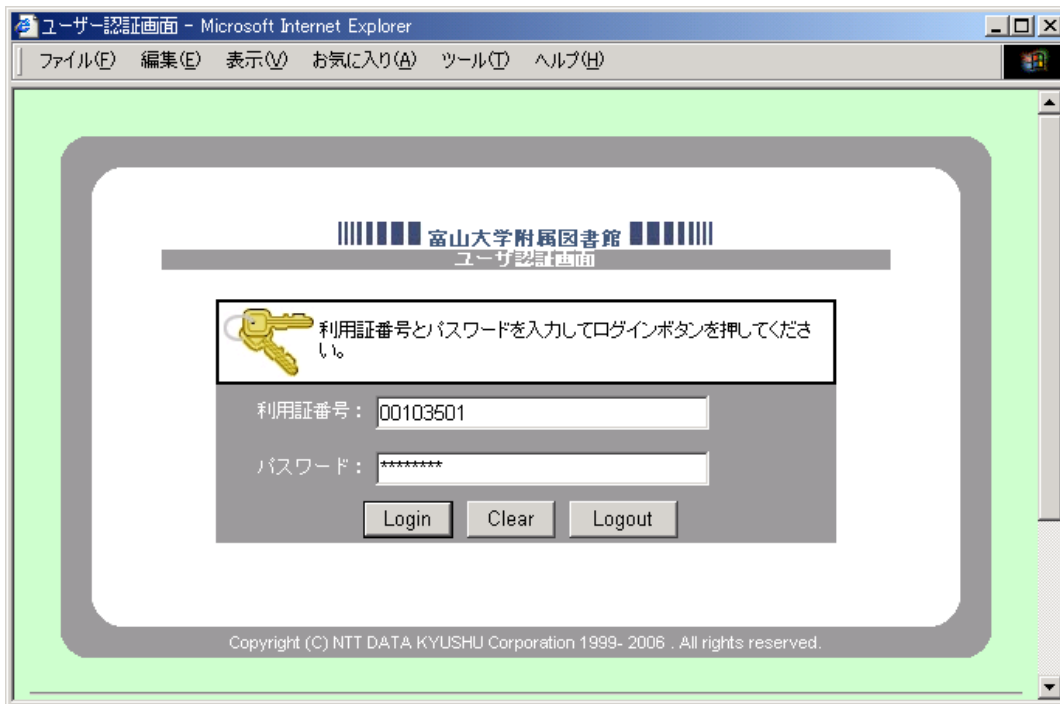 ユーザー認証画面 - Microsoft Internet Explorer
ファイル(F) 編集(E) 表示(V) お気に入り(A) ツール(T) ヘルプ(H)
富山大学附属図書館
ユーザ認証画面
利用証番号とパスワードを入力してログインボタンを押してくださ
い。
利用証番号： 00103501
パスワード： ********
Login Clear Logout
Copyright (C) NTT DATA KYUSHU Corporation 1999- 2006 . All rights reserved.